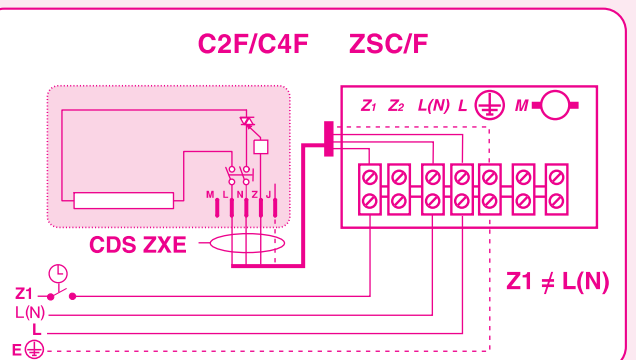 C2F/C4F ZSC/F
Z1 Z2 L(N) L M
M L N Z J
CDS ZXE
Z1 ≠ L(N)
Z1
L(N)
L
E